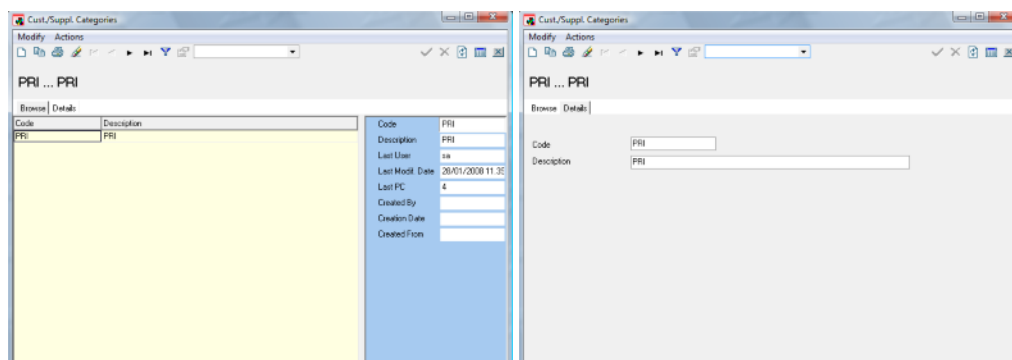 Cust./Suppl. Categories
Modify Actions
PRI ... PRI
Browse Details
Code Description
PRI PRI
Code PRI
Description PRI
Last User sa
Last Modif. Date 28/01/2008 11.35
Last PC 4
Created By
Creation Date
Created From
Cust./Suppl. Categories
Modify Actions
PRI ... PRI
Browse Details
Code PRI
Description PRI